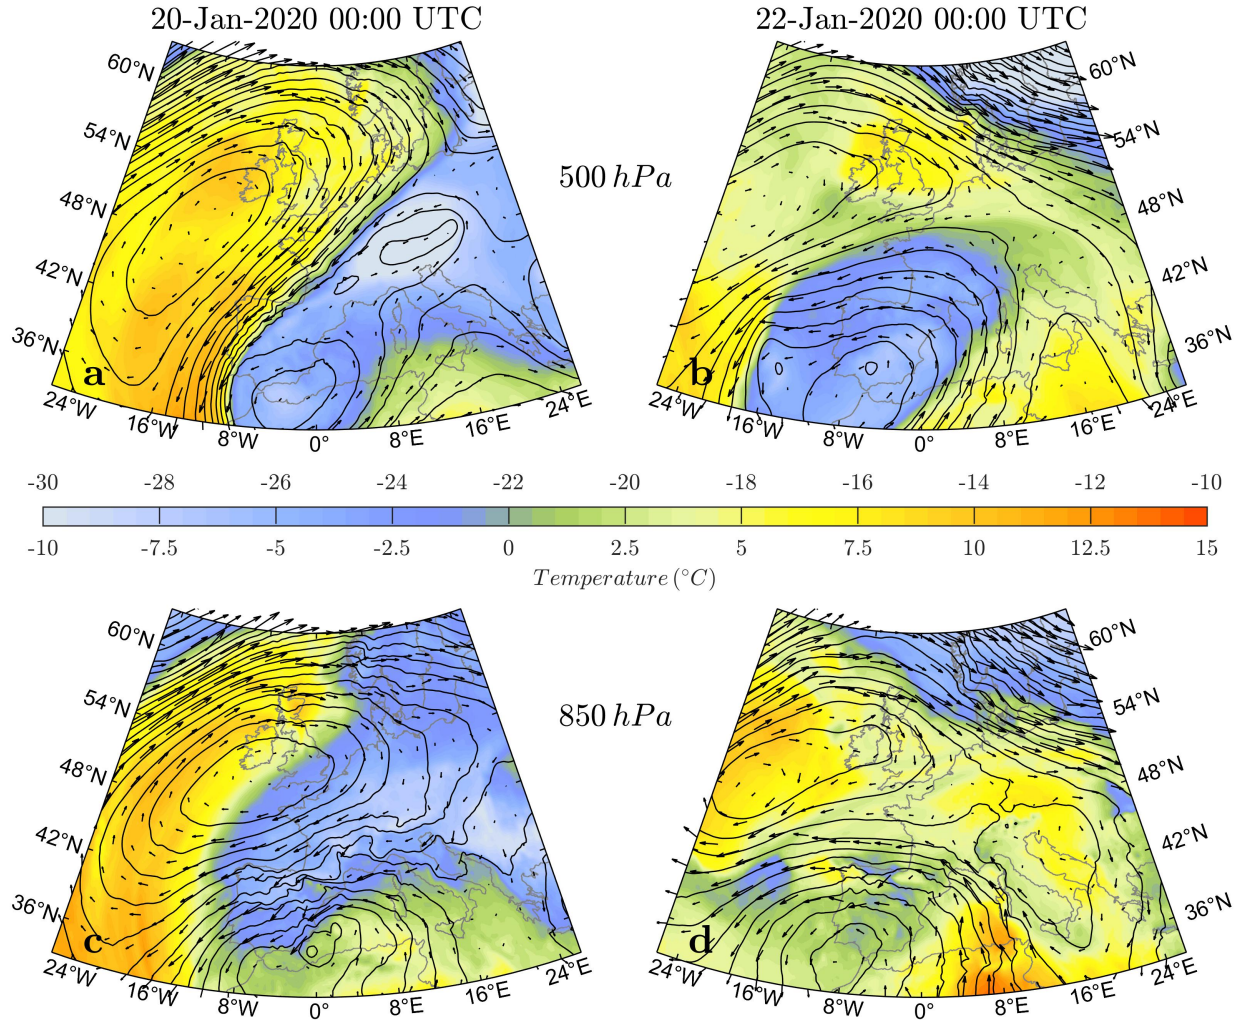 20-Jan-2020 00:00 UTC
22-Jan-2020 00:00 UTC
60°N
54°N
48°N
42°N
36°N
24°W
16°W
8°W
0°
8°E
16°E
24°E
a
500 hPa
60°N
54°N
48°N
42°N
36°N
24°W
16°W
8°W
0°
8°E
16°E
24°E
b
-30 -28 -26 -24 -22 -20 -18 -16 -14 -12 -10
-10 -7.5 -5 -2.5 0 2.5 5 7.5 10 12.5 15
Temperature (°C)
60°N
54°N
48°N
42°N
36°N
24°W
16°W
8°W
0°
8°E
16°E
24°E
c
850 hPa
60°N
54°N
48°N
42°N
36°N
24°W
16°W
8°W
0°
8°E
16°E
24°E
d